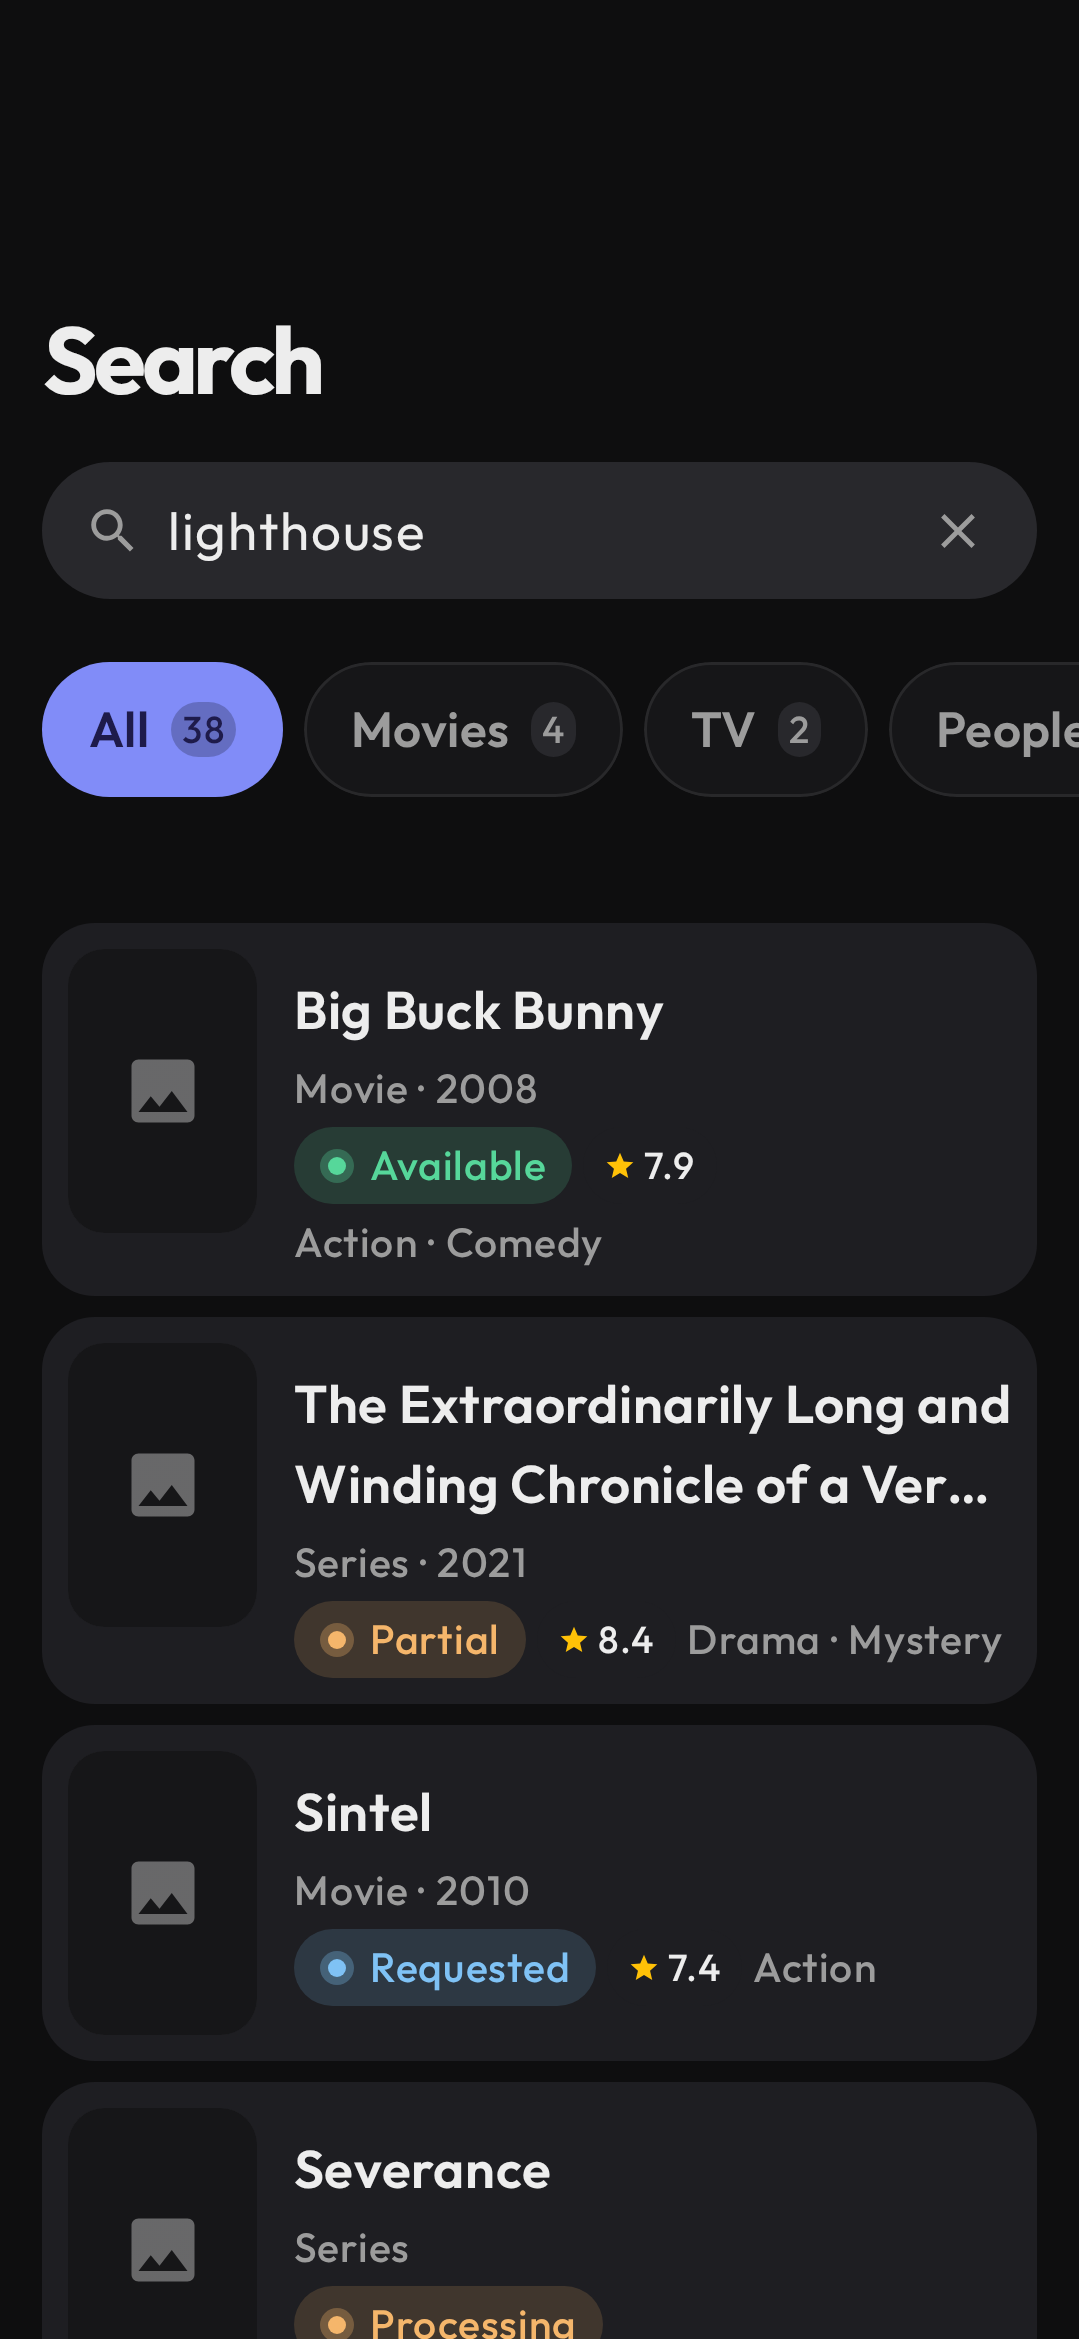 Search
lighthouse
All 38 Movies 4 TV 2 People
Big Buck Bunny
Movie · 2008
Available 7.9
Action · Comedy
The Extraordinarily Long and
Winding Chronicle of a Ver...
Series · 2021
Partial 8.4 Drama · Mystery
Sintel
Movie · 2010
Requested 7.4 Action
Severance
Series
Processing